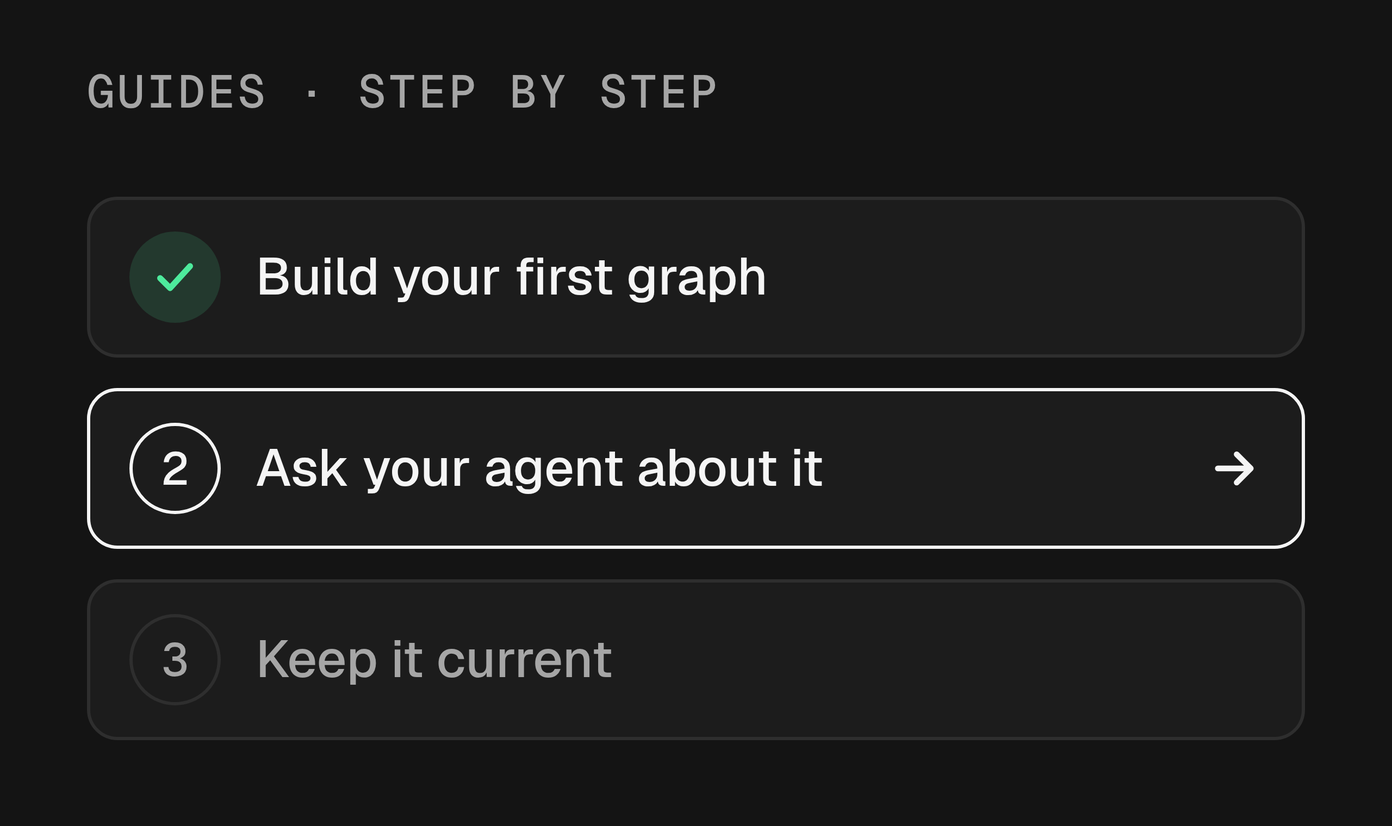 GUIDES · STEP BY STEP
Build your first graph
2 Ask your agent about it
3 Keep it current